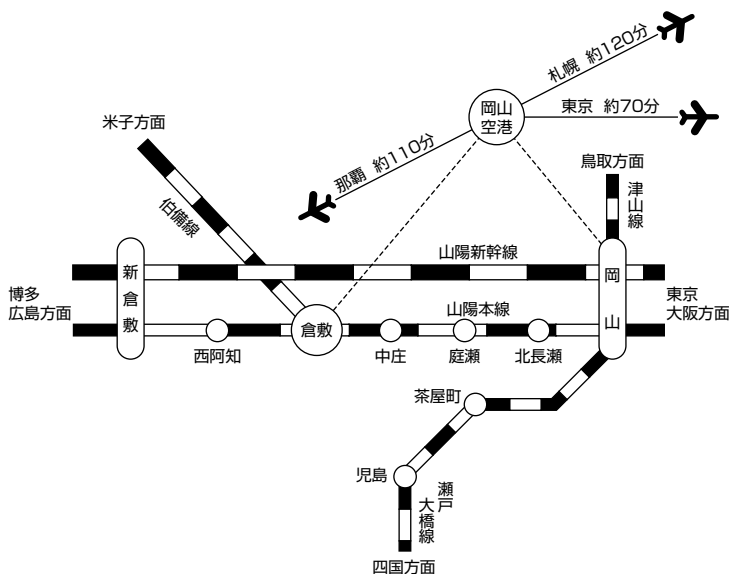 札幌 約120分
岡山
空港
東京 約70分
那覇 約110分
米子方面
鳥取方面
津山線
伯備線
山陽新幹線
新倉敷
岡山
博多
広島方面
東京
大阪方面
山陽本線
倉敷
西阿知
中庄
庭瀬
北長瀬
茶屋町
児島
瀬戸
大橋線
四国方面